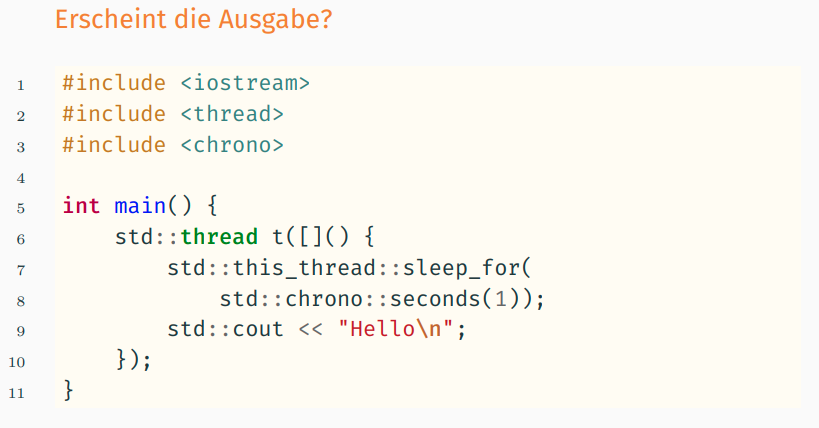 Erscheint die Ausgabe?
1 #include <iostream>
2 #include <thread>
3 #include <chrono>
4
5 int main() {
6     std::thread t([]() {
7         std::this_thread::sleep_for(
8             std::chrono::seconds(1));
9         std::cout << "Hello\n";
10     });
11 }